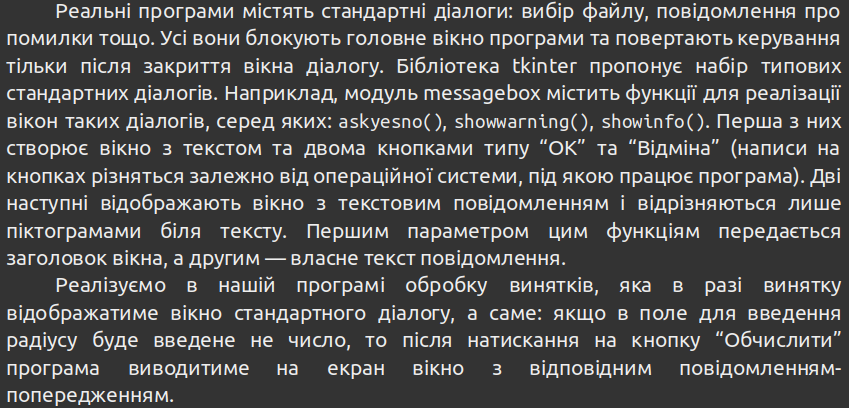 Реальні програми містять стандартні діалоги: вибір файлу, повідомлення про
помилки тощо. Усі вони блокують головне вікно програми та повертають керування
тільки після закриття вікна діалогу. Бібліотека tkinter пропонує набір типових
стандартних діалогів. Наприклад, модуль messagebox містить функції для реалізації
вікон таких діалогів, серед яких: askyesno(), showwarning(), showinfo(). Перша з них
створює вікно з текстом та двома кнопками типу “OK” та “Відміна” (написи на
кнопках різняться залежно від операційної системи, під якою працює програма). Дві
наступні відображають вікно з текстовим повідомленням і відрізняються лише
піктограмами біля тексту. Першим параметром цим функціям передається
заголовок вікна, а другим — власне текст повідомлення.
Реалізуємо в нашій програмі обробку винятків, яка в разі винятку
відображатиме вікно стандартного діалогу, а саме: якщо в поле для введення
радіусу буде введене не число, то після натискання на кнопку “Обчислити”
програма виводитиме на екран вікно з відповідним повідомленням-
попередженням.